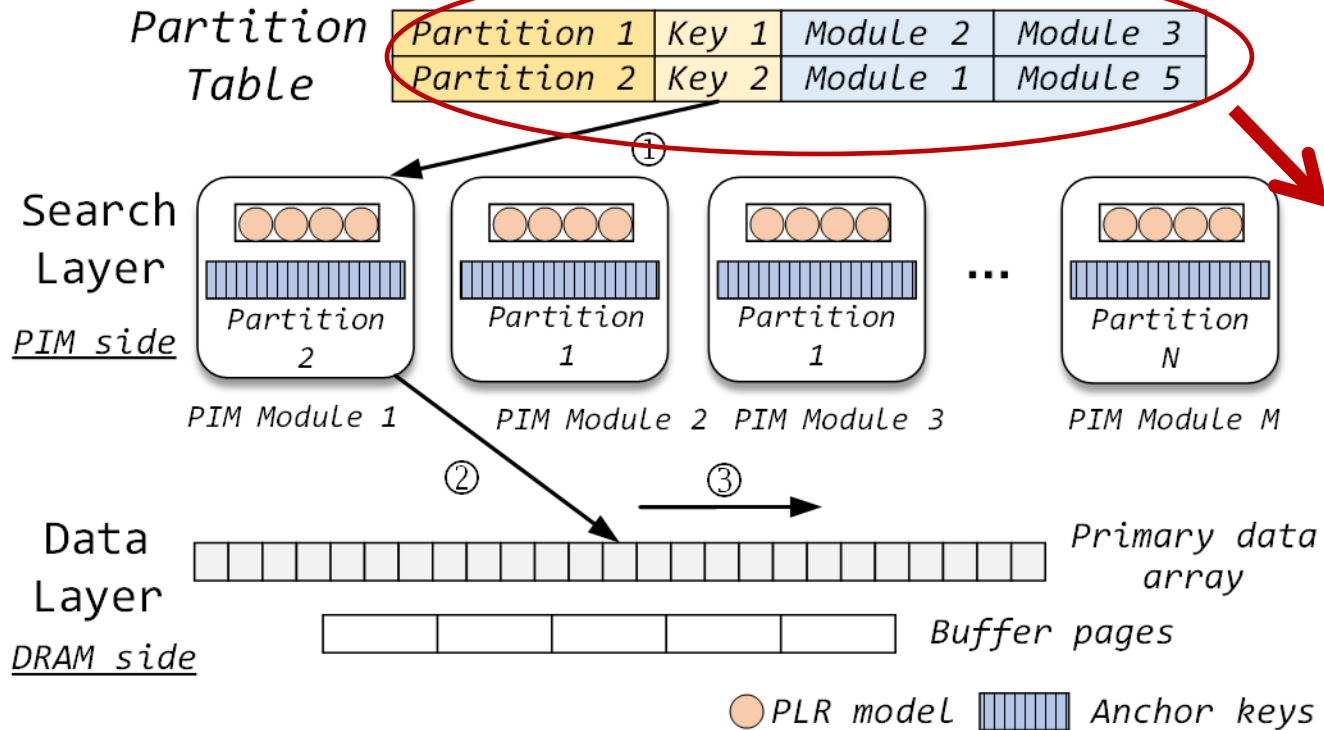 Partition Table
Partition 1 Key 1 Module 2 Module 3
Partition 2 Key 2 Module 1 Module 5
①
Search Layer
PIM side
Partition 2
Partition 1
Partition 1
...
Partition N
PIM Module 1
PIM Module 2
PIM Module 3
PIM Module M
②
③
Data Layer
DRAM side
Primary data array
Buffer pages
PLR model
Anchor keys